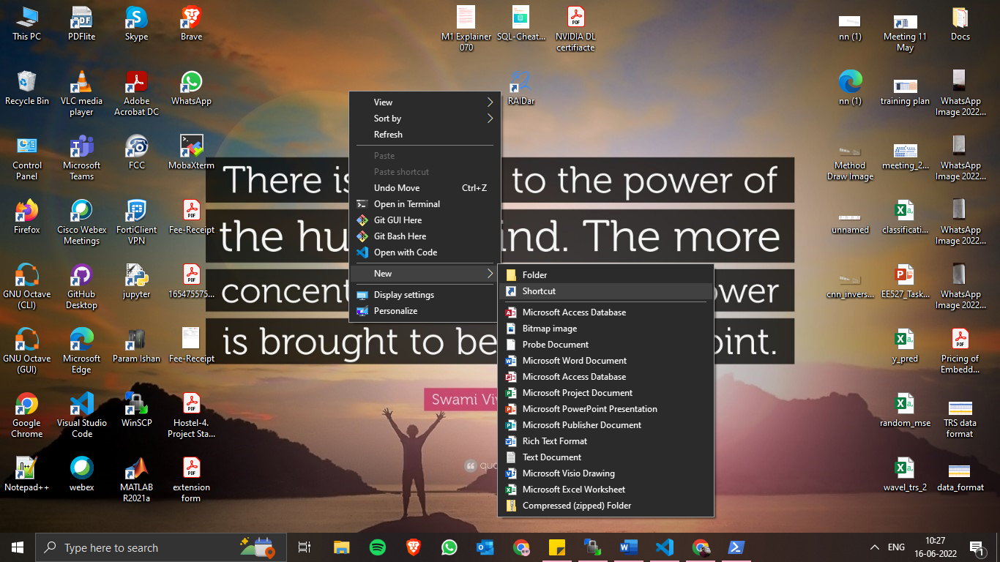 This PC
PDFlite
Skype
Brave
M1 Explainer
070
SQL-Cheat...
NVIDIA DL
certifiacte
nn (1)
Meeting 11
May
Docs
Recycle Bin
VLC media
player
Adobe
Acrobat DC
WhatsApp
RAIDar
nn (1)
training plan
WhatsApp
Image 2022...
Control
Panel
Microsoft
Teams
FCC
MobaXterm
Method
Draw Image
meeting_2...
WhatsApp
Image 2022...
Firefox
Cisco Webex
Meetings
FortiClient
VPN
Fee-Receipt
unnamed
classificati...
WhatsApp
Image 2022...
GNU Octave
(CLI)
GitHub
Desktop
jupyter
165475575...
cnn_invers...
EE527_Task...
WhatsApp
Image 2022...
GNU Octave
(GUI)
Microsoft
Edge
Param Ishan
Fee-Receipt
y_pred
Pricing of
Embedd...
Google
Chrome
Visual Studio
Code
WinSCP
Hostel-4.
Project Sta...
random_mse
TRS data
format
Notepad++
webex
MATLAB
R2021a
extension
form
wavel_trs_2
data_format
There is to the power of
the hu ind. The more
concent ower
is brought to be oint.
Swami Viv
quo
View
Sort by
Refresh
Paste
Paste shortcut
Undo Move Ctrl+Z
Open in Terminal
Git GUI Here
Git Bash Here
Open with Code
New
Display settings
Personalize
Folder
Shortcut
Microsoft Access Database
Bitmap image
Probe Document
Microsoft Word Document
Microsoft Access Database
Microsoft Project Document
Microsoft PowerPoint Presentation
Microsoft Publisher Document
Rich Text Format
Text Document
Microsoft Visio Drawing
Microsoft Excel Worksheet
Compressed (zipped) Folder
Type here to search
ENG
10:27
16-06-2022
1